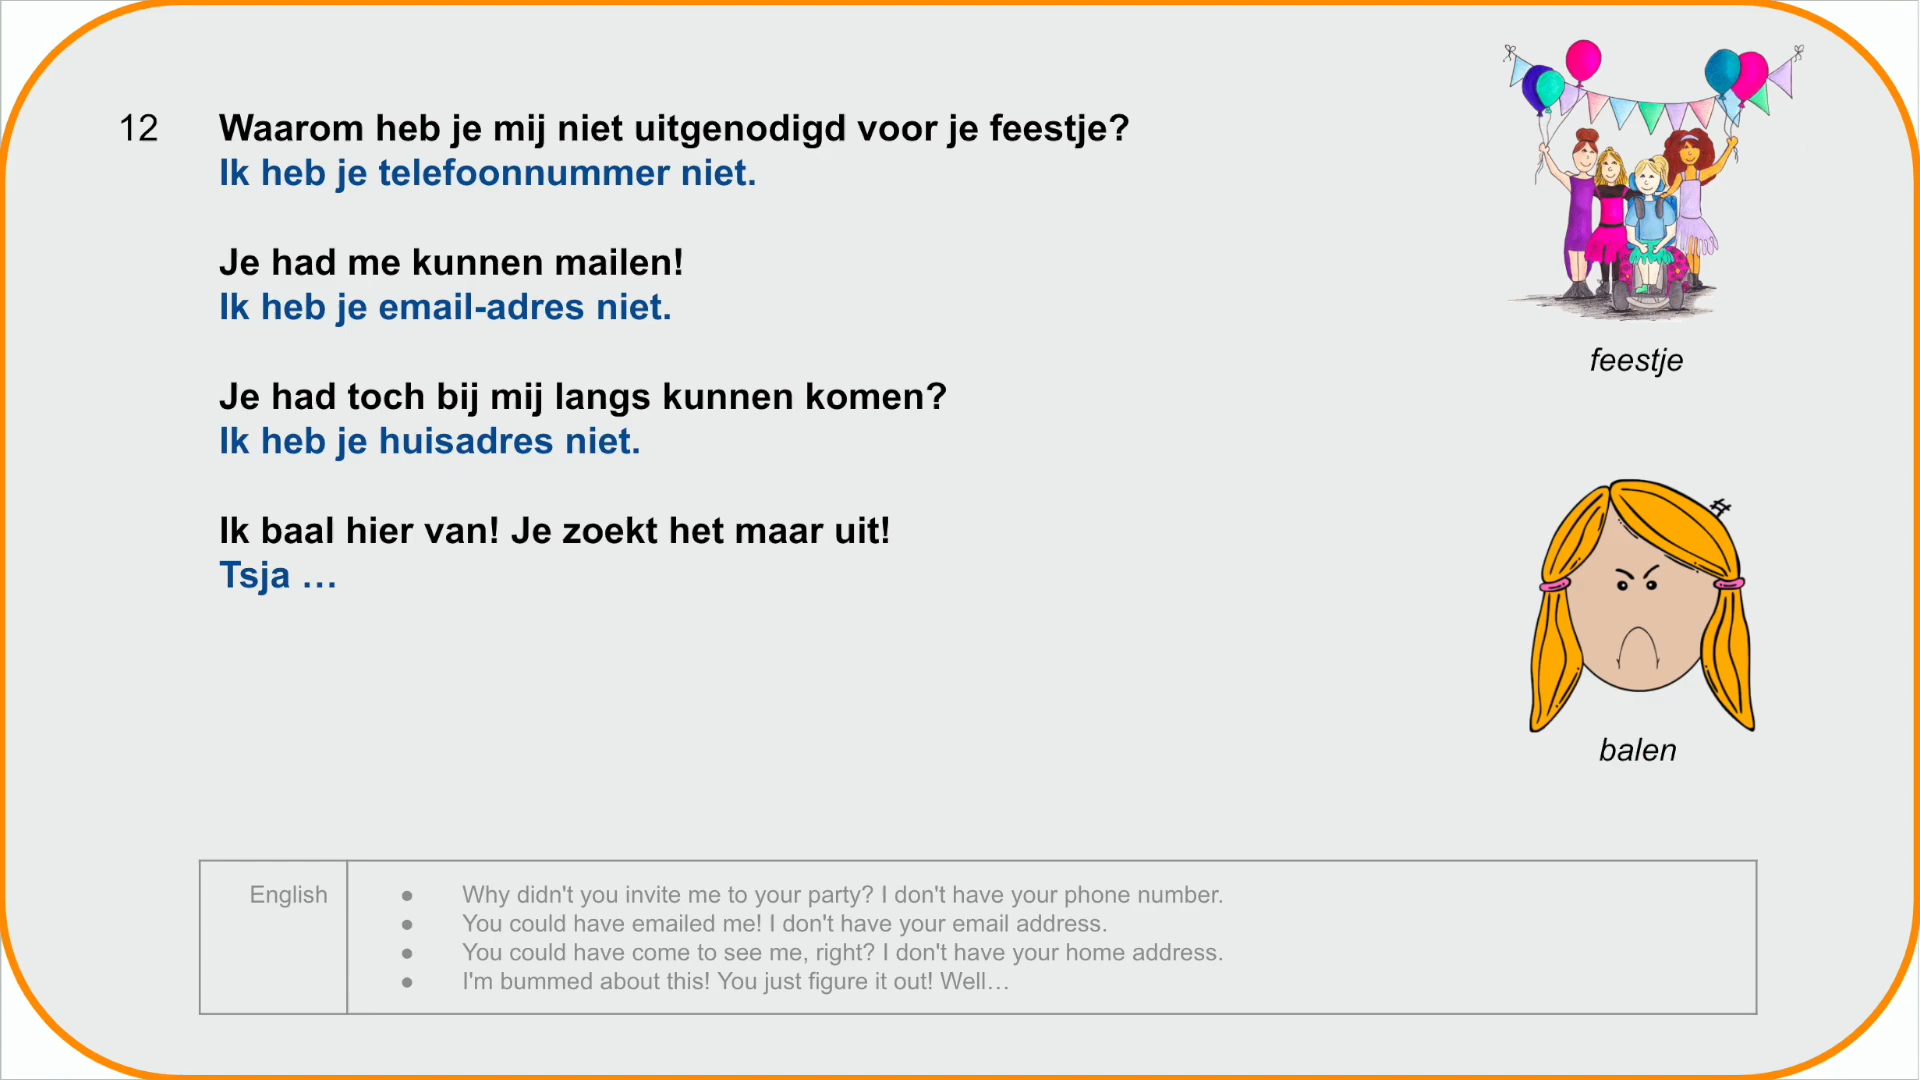 12 Waarom heb je mij niet uitgenodigd voor je feestje?
Ik heb je telefoonnummer niet.
Je had me kunnen mailen!
Ik heb je email-adres niet.
Je had toch bij mij langs kunnen komen?
Ik heb je huisadres niet.
Ik baal hier van! Je zoekt het maar uit!
Tsja …
feestje
balen
English
● Why didn't you invite me to your party? I don't have your phone number.
● You could have emailed me! I don't have your email address.
● You could have come to see me, right? I don't have your home address.
● I'm bummed about this! You just figure it out! Well…